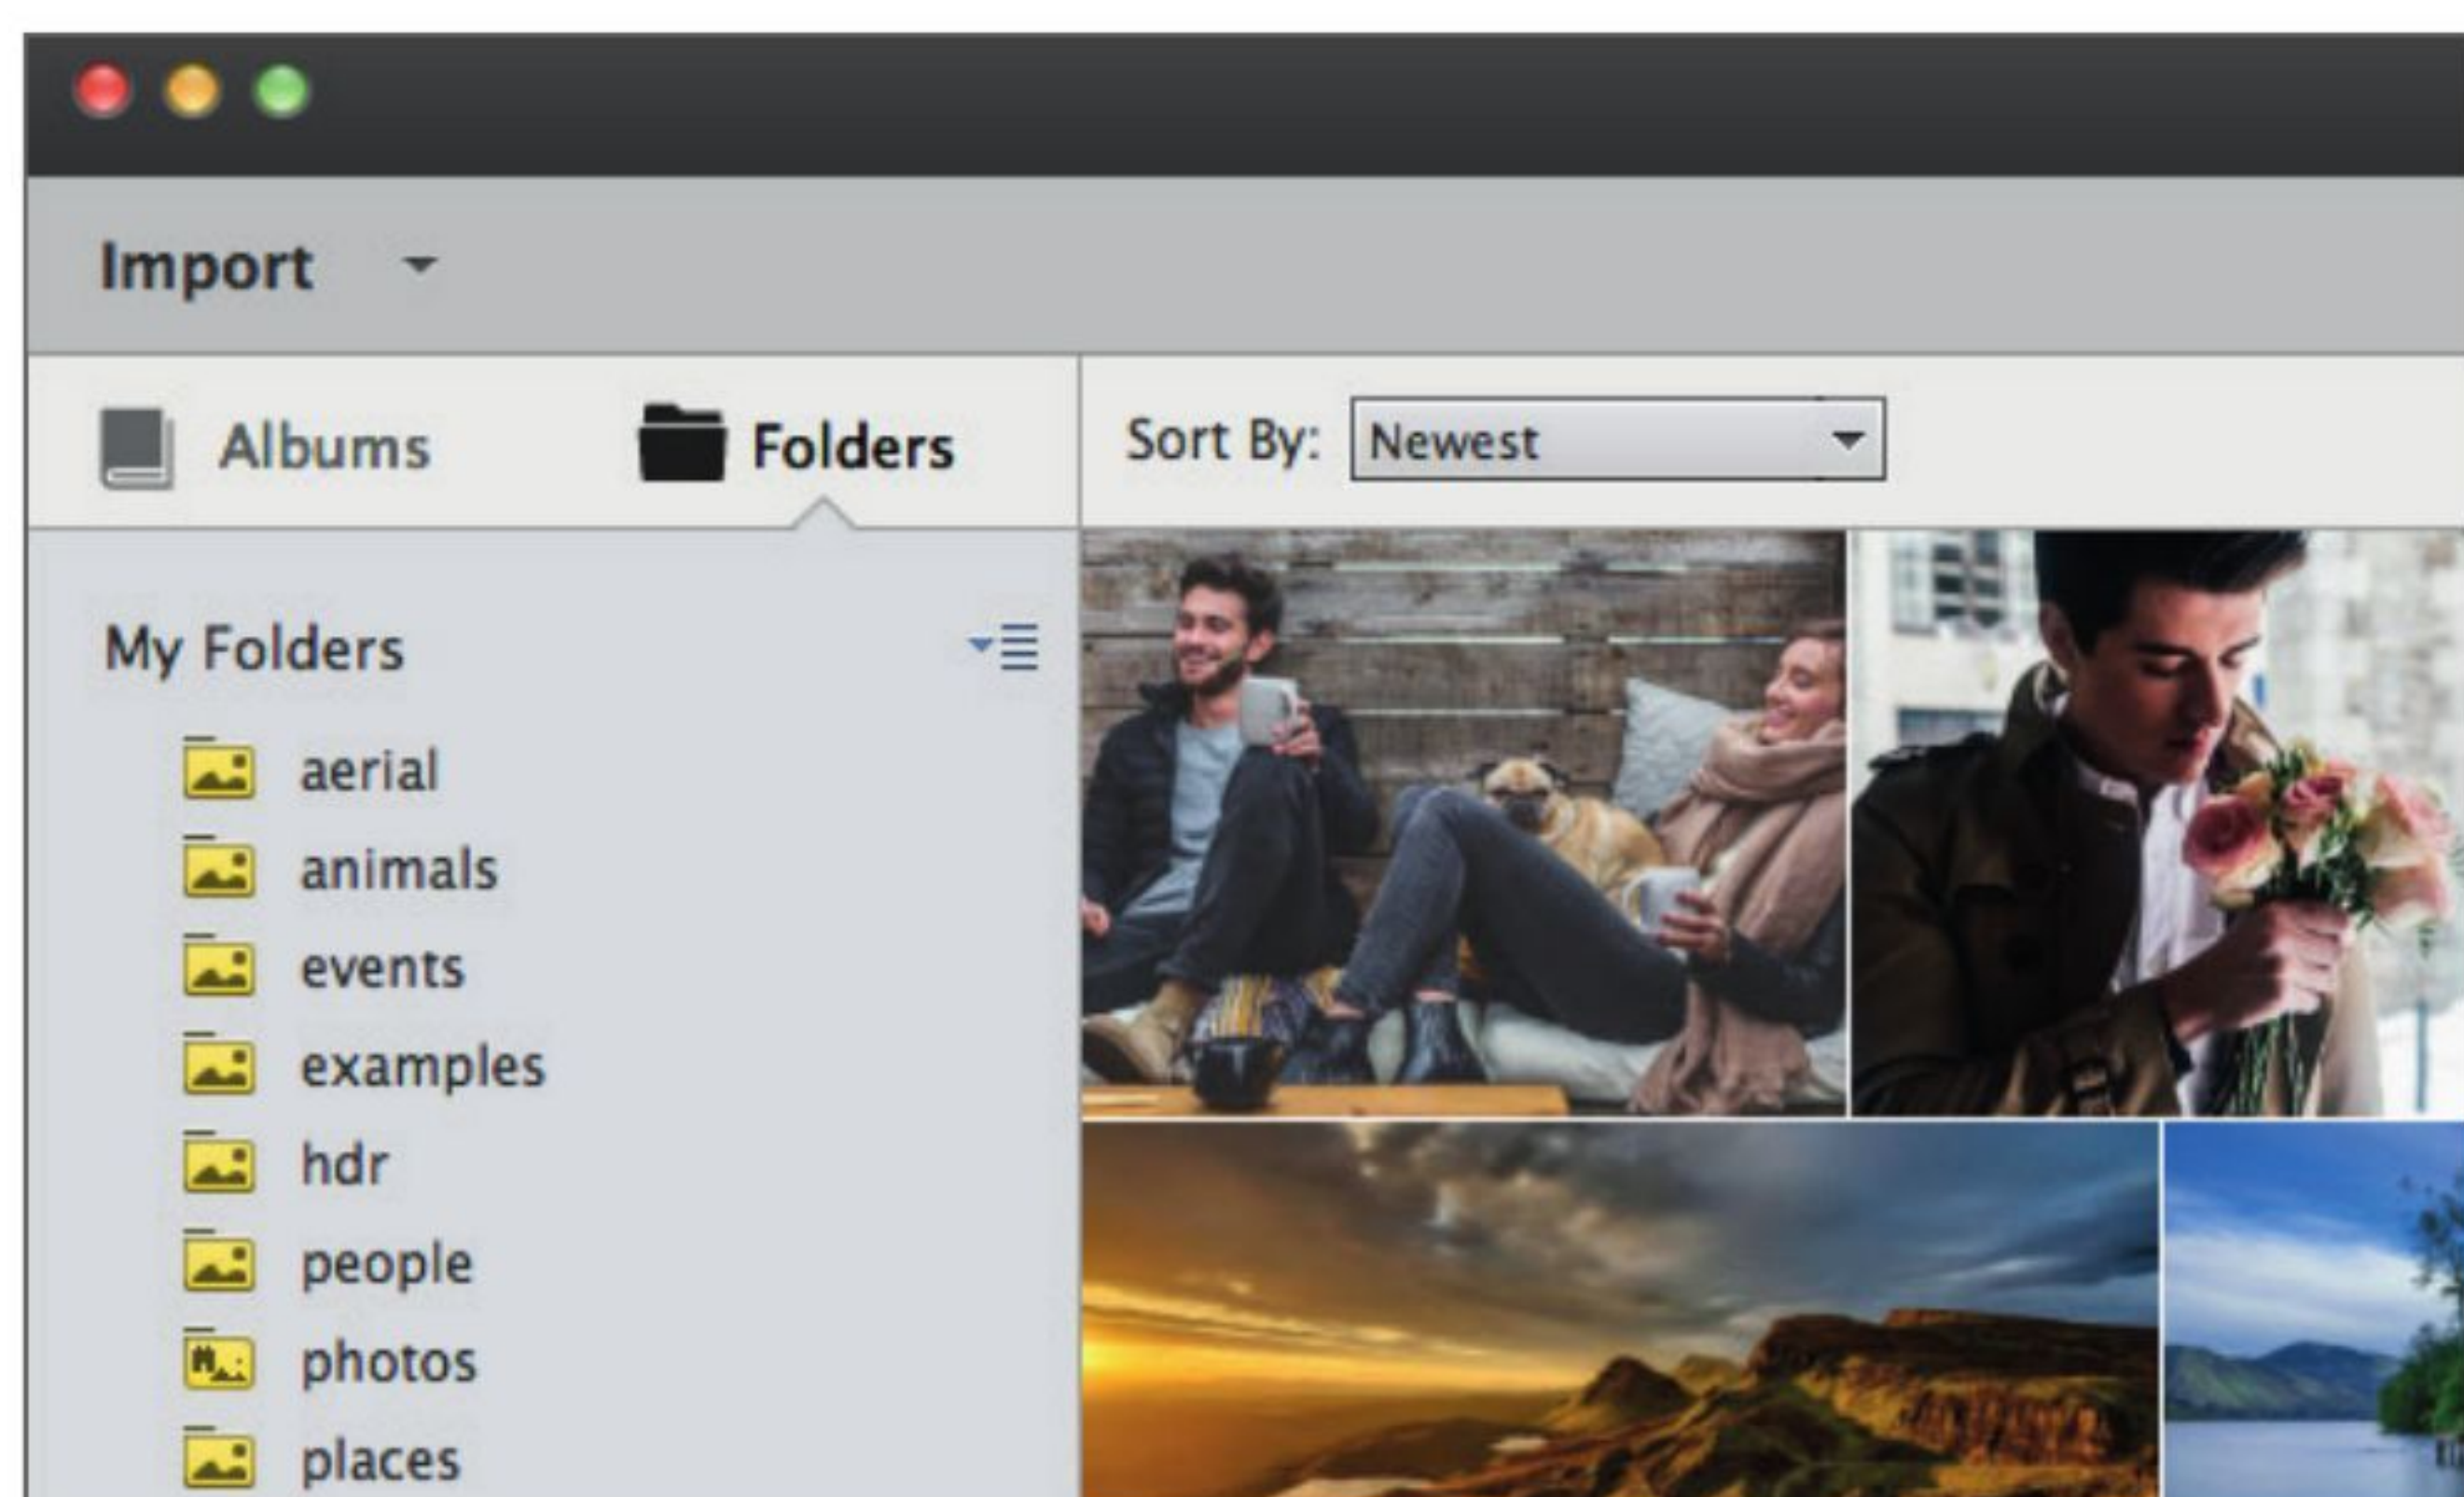 Import
Albums
Folders
Sort By:
Newest
My Folders
aerial
animals
events
examples
hdr
people
photos
places